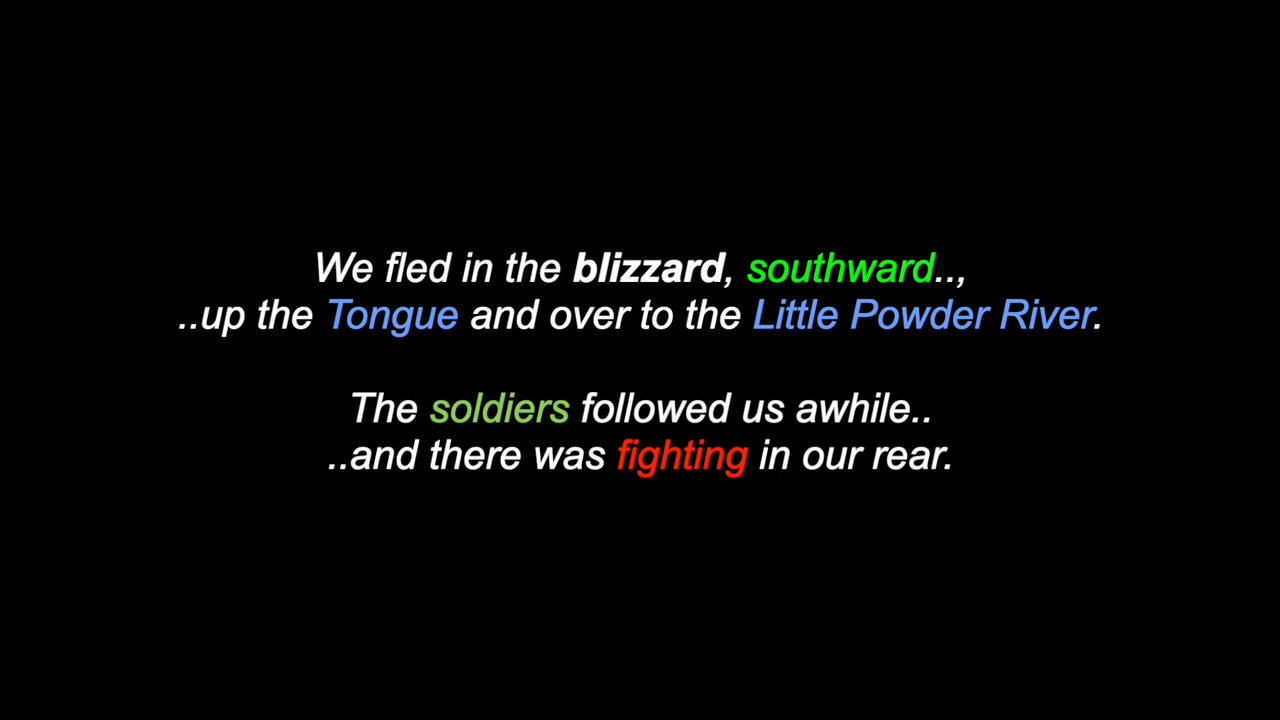 We fled in the blizzard, southward..,
..up the Tongue and over to the Little Powder River.
The soldiers followed us awhile..
..and there was fighting in our rear.